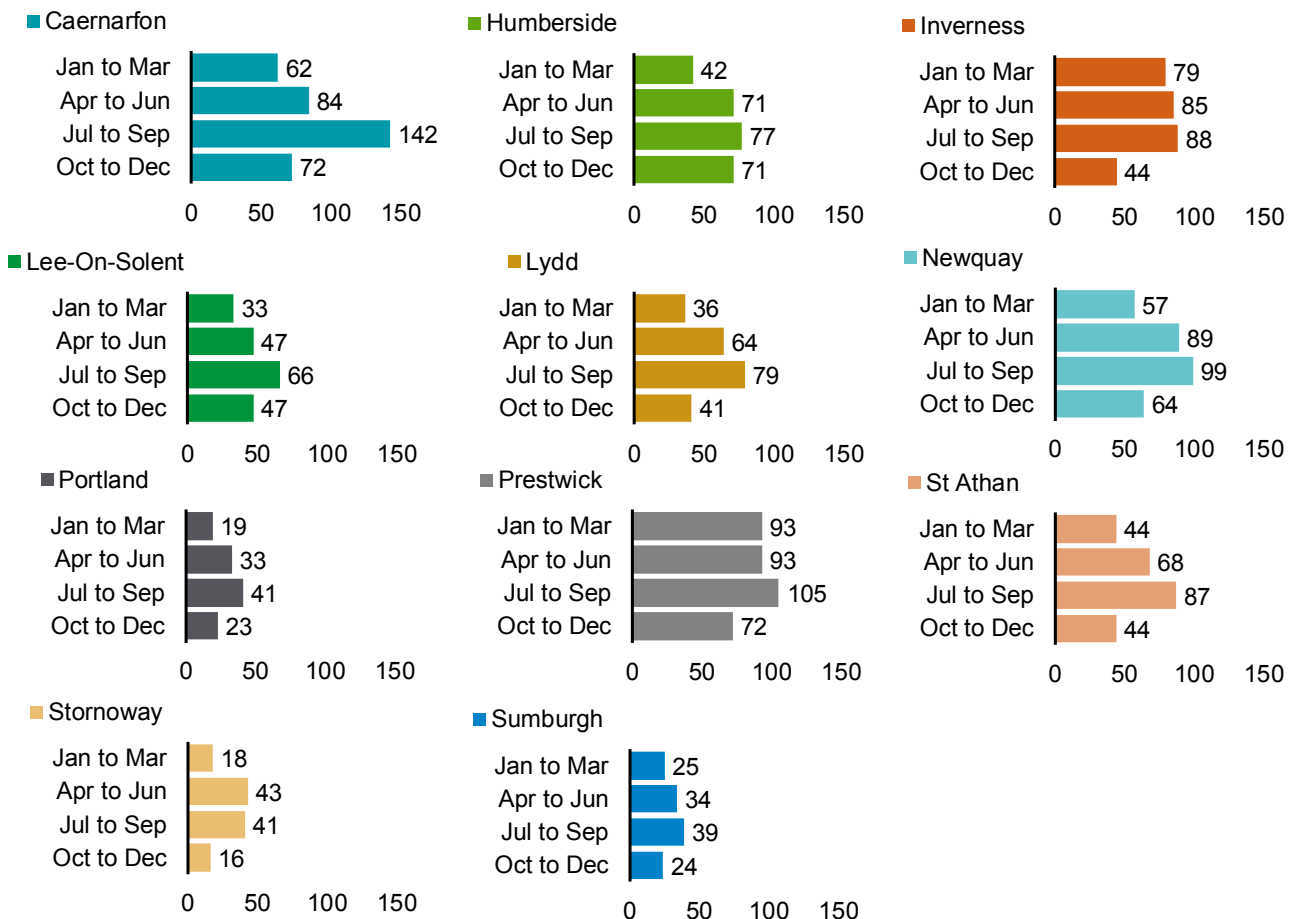 Caernarfon
Jan to Mar 62
Apr to Jun 84
Jul to Sep 142
Oct to Dec 72
0 50 100 150
Humberside
Jan to Mar 42
Apr to Jun 71
Jul to Sep 77
Oct to Dec 71
0 50 100 150
Inverness
Jan to Mar 79
Apr to Jun 85
Jul to Sep 88
Oct to Dec 44
0 50 100 150
Lee-On-Solent
Jan to Mar 33
Apr to Jun 47
Jul to Sep 66
Oct to Dec 47
0 50 100 150
Lydd
Jan to Mar 36
Apr to Jun 64
Jul to Sep 79
Oct to Dec 41
0 50 100 150
Newquay
Jan to Mar 57
Apr to Jun 89
Jul to Sep 99
Oct to Dec 64
0 50 100 150
Portland
Jan to Mar 19
Apr to Jun 33
Jul to Sep 41
Oct to Dec 23
0 50 100 150
Prestwick
Jan to Mar 93
Apr to Jun 93
Jul to Sep 105
Oct to Dec 72
0 50 100 150
St Athan
Jan to Mar 44
Apr to Jun 68
Jul to Sep 87
Oct to Dec 44
0 50 100 150
Stornoway
Jan to Mar 18
Apr to Jun 43
Jul to Sep 41
Oct to Dec 16
0 50 100 150
Sumburgh
Jan to Mar 25
Apr to Jun 34
Jul to Sep 39
Oct to Dec 24
0 50 100 150